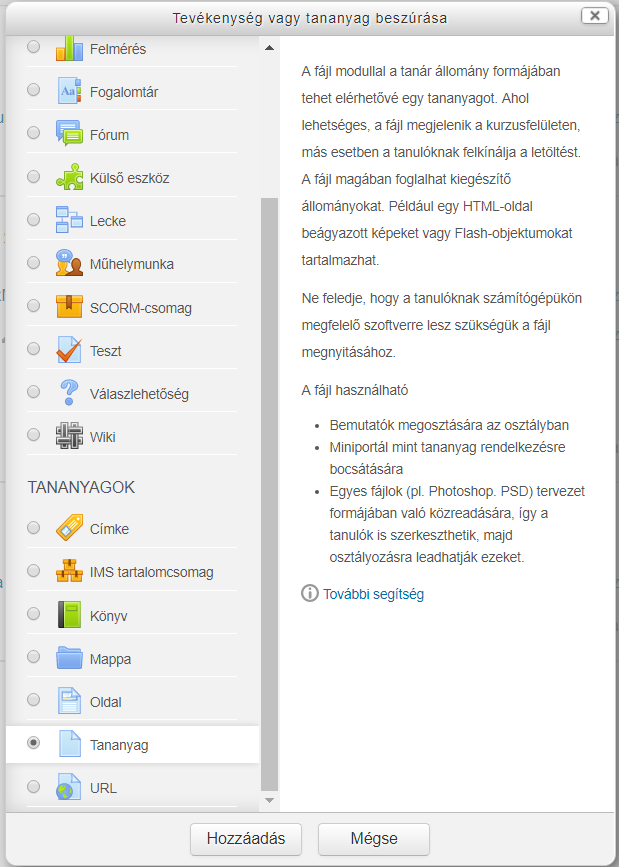 Tevékenység vagy tananyag beszúrása
Felmérés
Fogalomtár
Aa
Fórum
Külső eszköz
Lecke
Műhelymunka
SCORM-csomag
Teszt
Válaszlehetőség
Wiki
TANANYAGOK
Címke
IMS tartalomcsomag
Könyv
Mappa
Oldal
Tananyag
URL
A fájl modullal a tanár állomány formájában
tehet elérhetővé egy tananyagot. Ahol
lehetséges, a fájl megjelenik a kurzusfelületen,
más esetben a tanulóknak felkínálja a letöltést.
A fájl magában foglalhat kiegészítő
állományokat. Például egy HTML-oldal
beágyazott képeket vagy Flash-objektumokat
tartalmazhat.
Ne feledje, hogy a tanulóknak számítógépükön
megfelelő szoftverre lesz szükségük a fájl
megnyitásához.
A fájl használható
• Bemutatók megosztására az osztályban
• Miniportál mint tananyag rendelkezésre
bocsátására
• Egyes fájlok (pl. Photoshop. PSD) tervezet
formájában való közreadására, így a
tanulók is szerkeszthetik, majd
osztályozásra leadhatják ezeket.
További segítség
Hozzáadás
Mégse